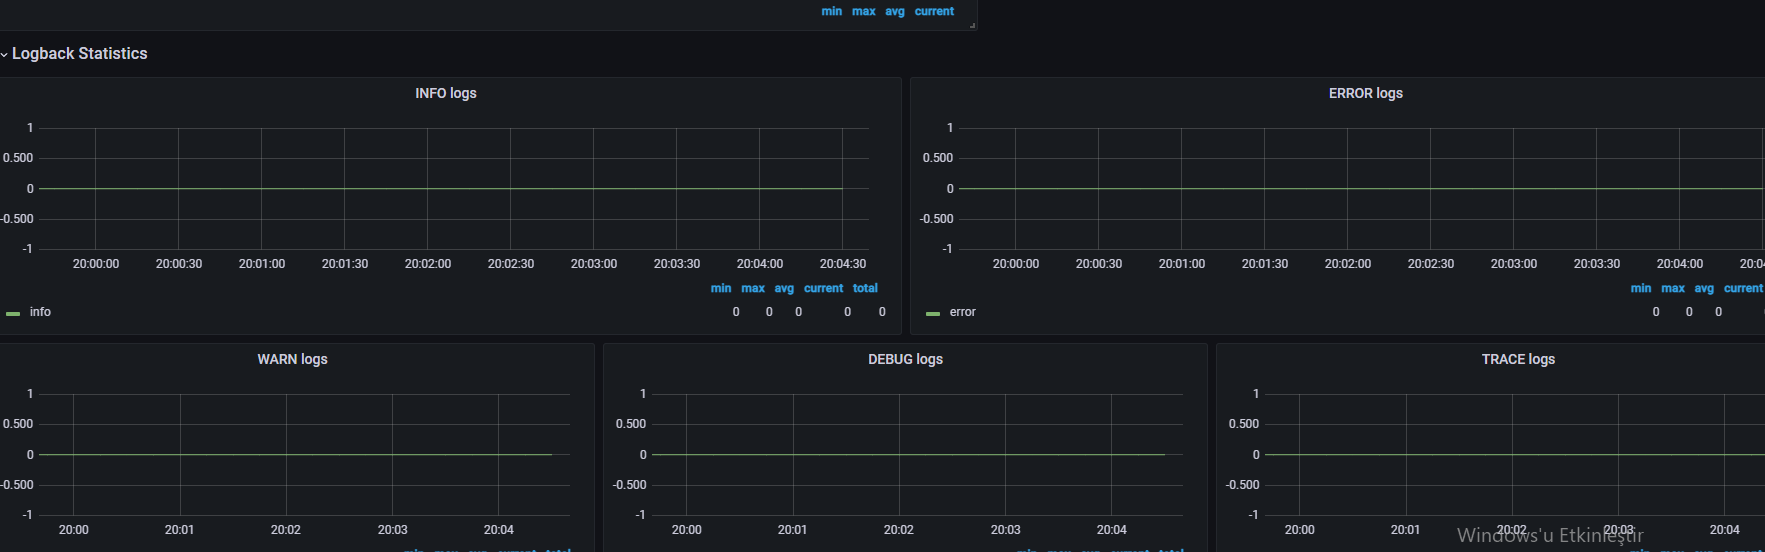 min max avg current
Logback Statistics
INFO logs
1
0.500
0
-0.500
-1
20:00:00 20:00:30 20:01:00 20:01:30 20:02:00 20:02:30 20:03:00 20:03:30 20:04:00 20:04:30
min max avg current total
info 0 0 0 0 0
ERROR logs
1
0.500
0
-0.500
-1
20:00:00 20:00:30 20:01:00 20:01:30 20:02:00 20:02:30 20:03:00 20:03:30 20:04:00
min max avg current
error 0 0 0
WARN logs
1
0.500
0
-0.500
-1
20:00 20:01 20:02 20:03 20:04
DEBUG logs
1
0.500
0
-0.500
-1
20:00 20:01 20:02 20:03 20:04
TRACE logs
1
0.500
0
-0.500
-1
20:00 20:01 20:02 20:03 20:04
Windows'u Etkinleştir